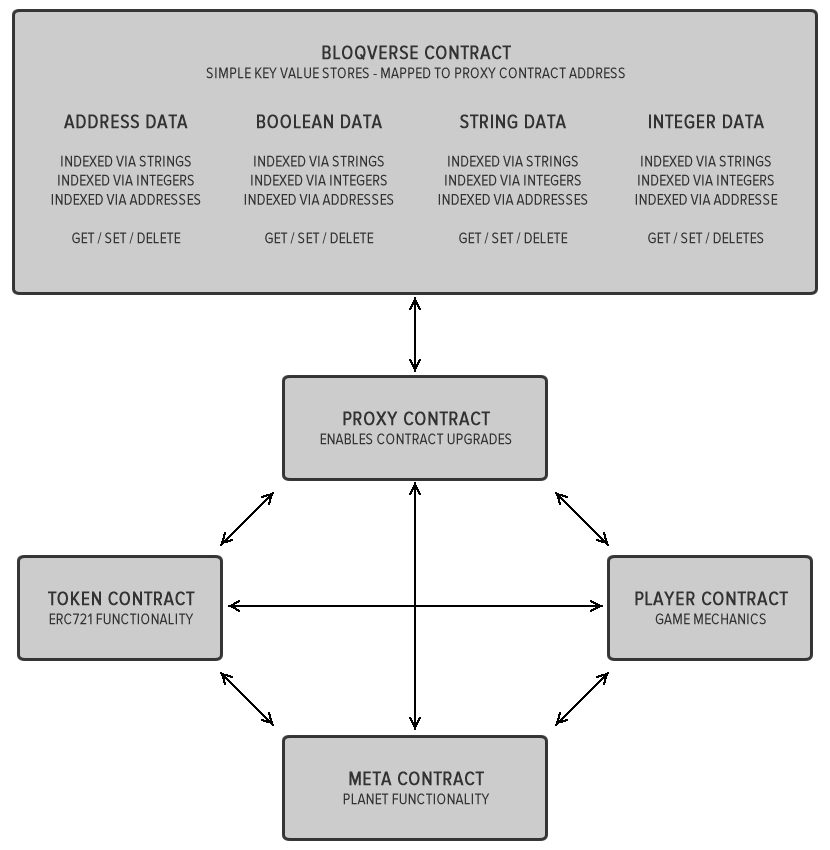 BLOQVERSE CONTRACT
SIMPLE KEY VALUE STORES - MAPPED TO PROXY CONTRACT ADDRESS
ADDRESS DATA
INDEXED VIA STRINGS
INDEXED VIA INTEGERS
INDEXED VIA ADDRESSES
GET / SET / DELETE
BOOLEAN DATA
INDEXED VIA STRINGS
INDEXED VIA INTEGERS
INDEXED VIA ADDRESSES
GET / SET / DELETE
STRING DATA
INDEXED VIA STRINGS
INDEXED VIA INTEGERS
INDEXED VIA ADDRESSES
GET / SET / DELETE
INTEGER DATA
INDEXED VIA STRINGS
INDEXED VIA INTEGERS
INDEXED VIA ADDRESSE
GET / SET / DELETES
PROXY CONTRACT
ENABLES CONTRACT UPGRADES
TOKEN CONTRACT
ERC721 FUNCTIONALITY
PLAYER CONTRACT
GAME MECHANICS
META CONTRACT
PLANET FUNCTIONALITY